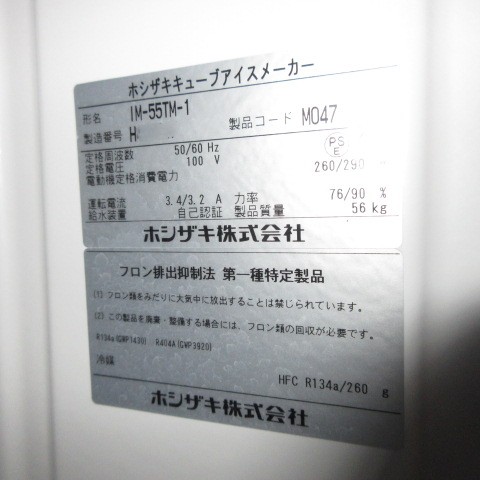 ホシザキキューブアイスメーカー
形名 IM-55TM-1
製造番号 H 製品コード M047
定格周波数 50/60 Hz
定格電圧 100 V
PS E
電動機定格消費電力 260/290
運転電流 3.4/3.2 A 力率 76/90 %
給水装置 自己認証 製品質量 56 kg
ホシザキ株式会社
フロン排出抑制法 第一種特定製品
(1) フロン類をみだりに大気中に放出することは禁じられています。
(2) この製品を廃棄・整備する場合には、フロン類の回収が必要です。
R134a(GWP1430) R404A(GWP3920)
冷媒 HFC R134a/260 g
ホシザキ株式会社